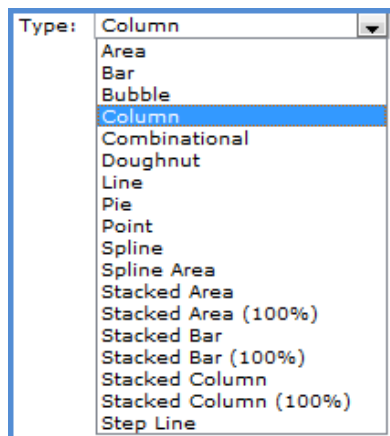 Type: Column
Area
Bar
Bubble
Column
Combinational
Doughnut
Line
Pie
Point
Spline
Spline Area
Stacked Area
Stacked Area (100%)
Stacked Bar
Stacked Bar (100%)
Stacked Column
Stacked Column (100%)
Step Line